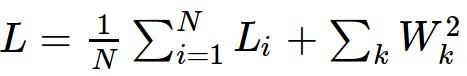 L = \frac{1}{N} \sum_{i=1}^{N} L_i + \sum_k W_k^2